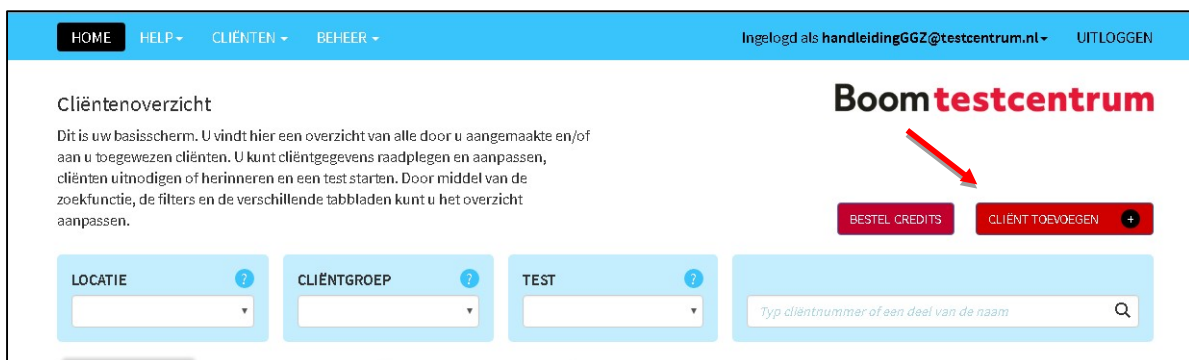 HOME HELP CLIËNTEN BEHEER Ingelogd als handleidingGGZ@testcentrum.nl UITLOGGEN
Boom testcentrum
Cliëntenoverzicht
Dit is uw basisscherm. U vindt hier een overzicht van alle door u aangemaakte en/of
aan u toegewezen cliënten. U kunt cliëntgegevens raadplegen en aanpassen,
cliënten uitnodigen of herinneren en een test starten. Door middel van de
zoekfunctie, de filters en de verschillende tabbladen kunt u het overzicht
aanpassen.
BESTEL CREDITS CLIËNT TOEVOEGEN +
LOCATIE ? CLIËNTGROEP ? TEST ?
Typ cliëntnummer of een deel van de naam